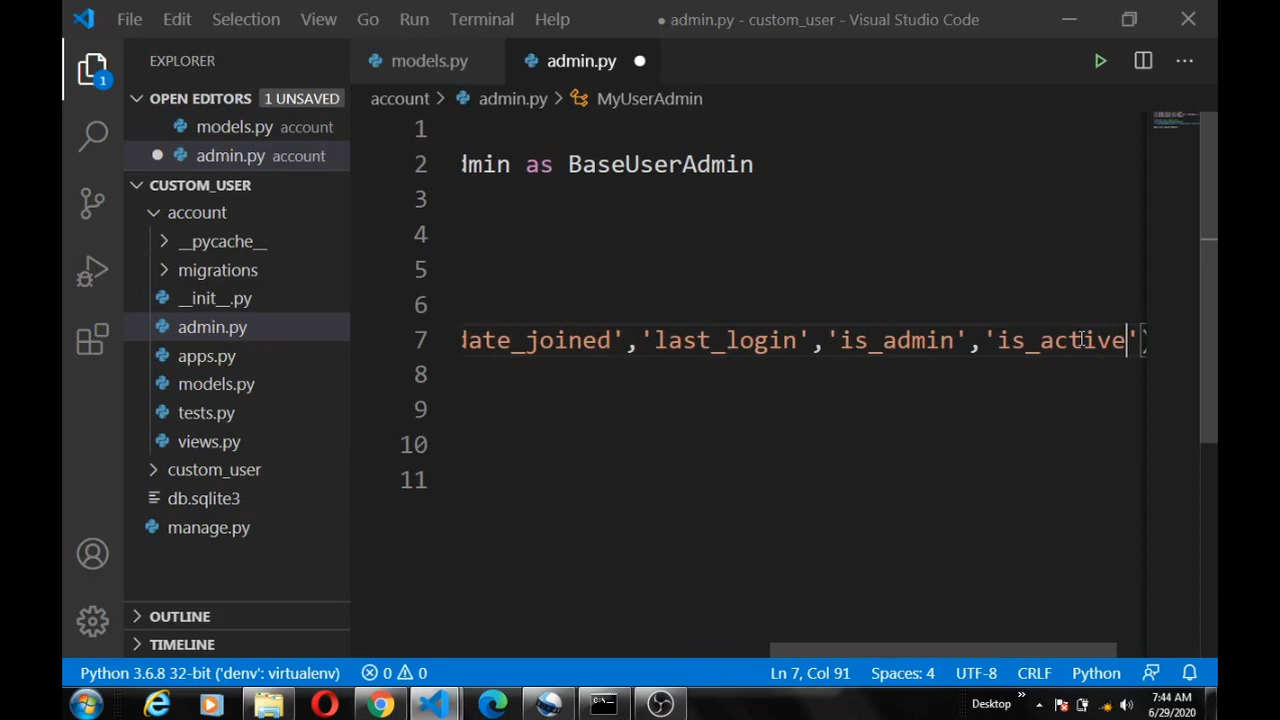 File Edit Selection View Go Run Terminal Help ● admin.py - custom_user - Visual Studio Code
EXPLORER
models.py
admin.py
OPEN EDITORS 1 UNSAVED
account > admin.py > MyUserAdmin
models.py account
admin.py account
CUSTOM_USER
account
__pycache__
migrations
__init__.py
admin.py
apps.py
models.py
tests.py
views.py
custom_user
db.sqlite3
manage.py
OUTLINE
TIMELINE
1
1
2 dmin as BaseUserAdmin
3
4
5
6
7 date_joined','last_login','is_admin','is_active')
8
9
10
11
Python 3.6.8 32-bit ('denv': virtualenv) 0 0 Ln 7, Col 91 Spaces: 4 UTF-8 CRLF Python
Desktop » 7:44 AM
6/29/2020